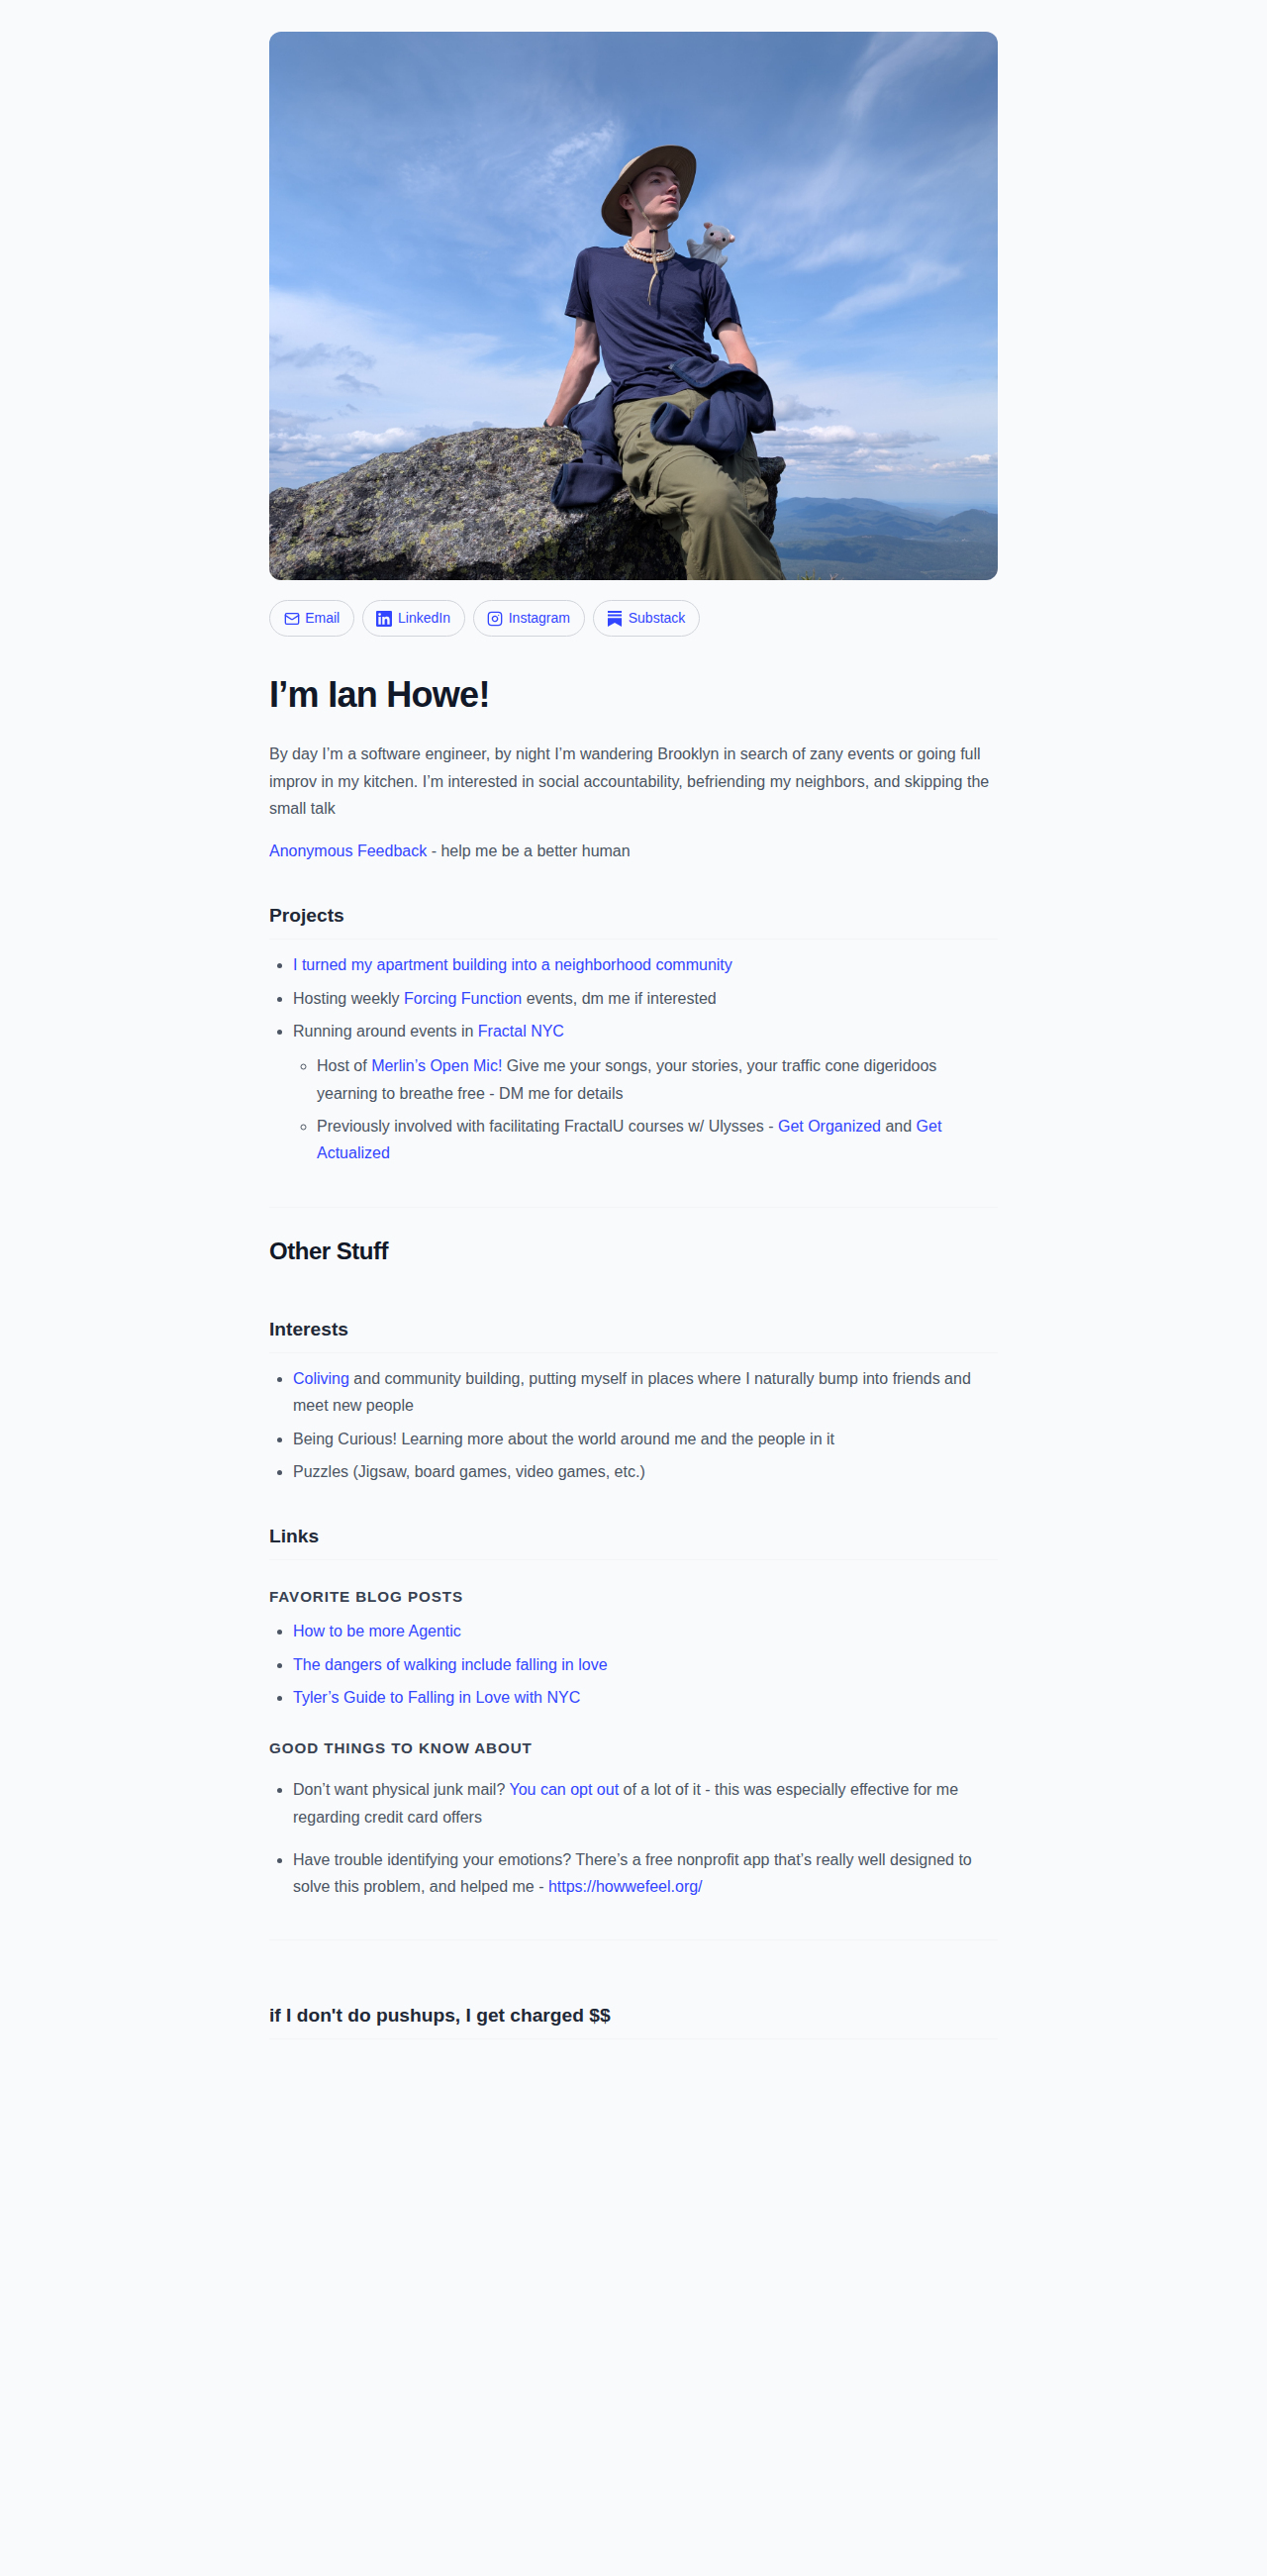 Email LinkedIn Instagram Substack
I’m Ian Howe!
By day I’m a software engineer, by night I’m wandering Brooklyn in search of zany events or going full
improv in my kitchen. I’m interested in social accountability, befriending my neighbors, and skipping the
small talk
Anonymous Feedback - help me be a better human
Projects
I turned my apartment building into a neighborhood community
Hosting weekly Forcing Function events, dm me if interested
Running around events in Fractal NYC
Host of Merlin’s Open Mic! Give me your songs, your stories, your traffic cone digeridoos
yearning to breathe free - DM me for details
Previously involved with facilitating FractalU courses w/ Ulysses - Get Organized and Get
Actualized
Other Stuff
Interests
Coliving and community building, putting myself in places where I naturally bump into friends and
meet new people
Being Curious! Learning more about the world around me and the people in it
Puzzles (Jigsaw, board games, video games, etc.)
Links
FAVORITE BLOG POSTS
How to be more Agentic
The dangers of walking include falling in love
Tyler’s Guide to Falling in Love with NYC
GOOD THINGS TO KNOW ABOUT
Don’t want physical junk mail? You can opt out of a lot of it - this was especially effective for me
regarding credit card offers
Have trouble identifying your emotions? There’s a free nonprofit app that’s really well designed to
solve this problem, and helped me - https://howwefeel.org/
if I don't do pushups, I get charged $$